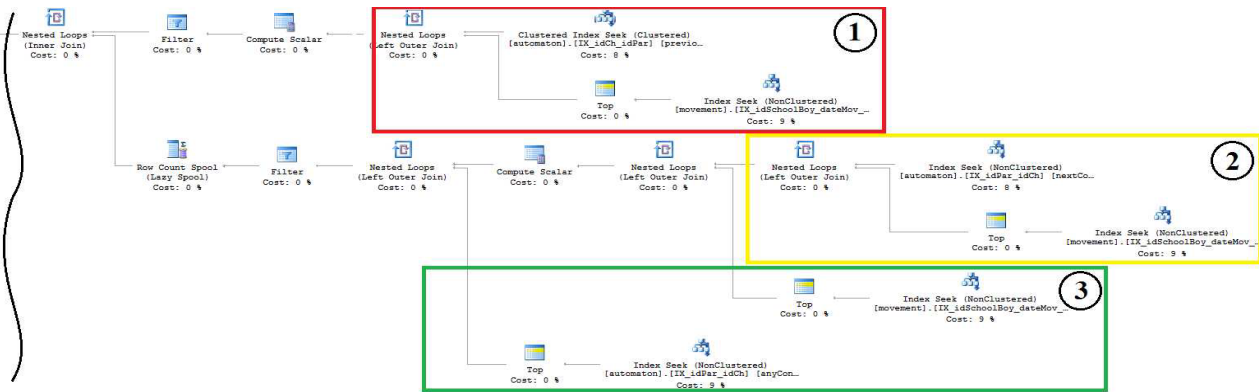 Nested Loops
(Inner Join)
Cost: 0 %
Filter
Cost: 0 %
Compute Scalar
Cost: 0 %
Nested Loops
(Left Outer Join)
Cost: 0 %
Clustered Index Seek (Clustered)
[automaton].[IX_idCh_idPar] [previo…
Cost: 8 %
1
Top
Cost: 0 %
Index Seek (NonClustered)
[movement].[IX_idSchoolBoy_dateMov_…
Cost: 9 %
Row Count Spool
(Lazy Spool)
Cost: 0 %
Filter
Cost: 0 %
Nested Loops
(Left Outer Join)
Cost: 0 %
Compute Scalar
Cost: 0 %
Nested Loops
(Left Outer Join)
Cost: 0 %
Nested Loops
(Left Outer Join)
Cost: 0 %
Index Seek (NonClustered)
[automaton].[IX_idPar_idCh] [nextCo…
Cost: 8 %
2
Top
Cost: 0 %
Index Seek (NonClustered)
[movement].[IX_idSchoolBoy_dateMov_…
Cost: 9 %
Top
Cost: 0 %
Index Seek (NonClustered)
[movement].[IX_idSchoolBoy_dateMov_…
Cost: 9 %
3
Top
Cost: 0 %
Index Seek (NonClustered)
[automaton].[IX_idPar_idCh] [anyCon…
Cost: 9 %